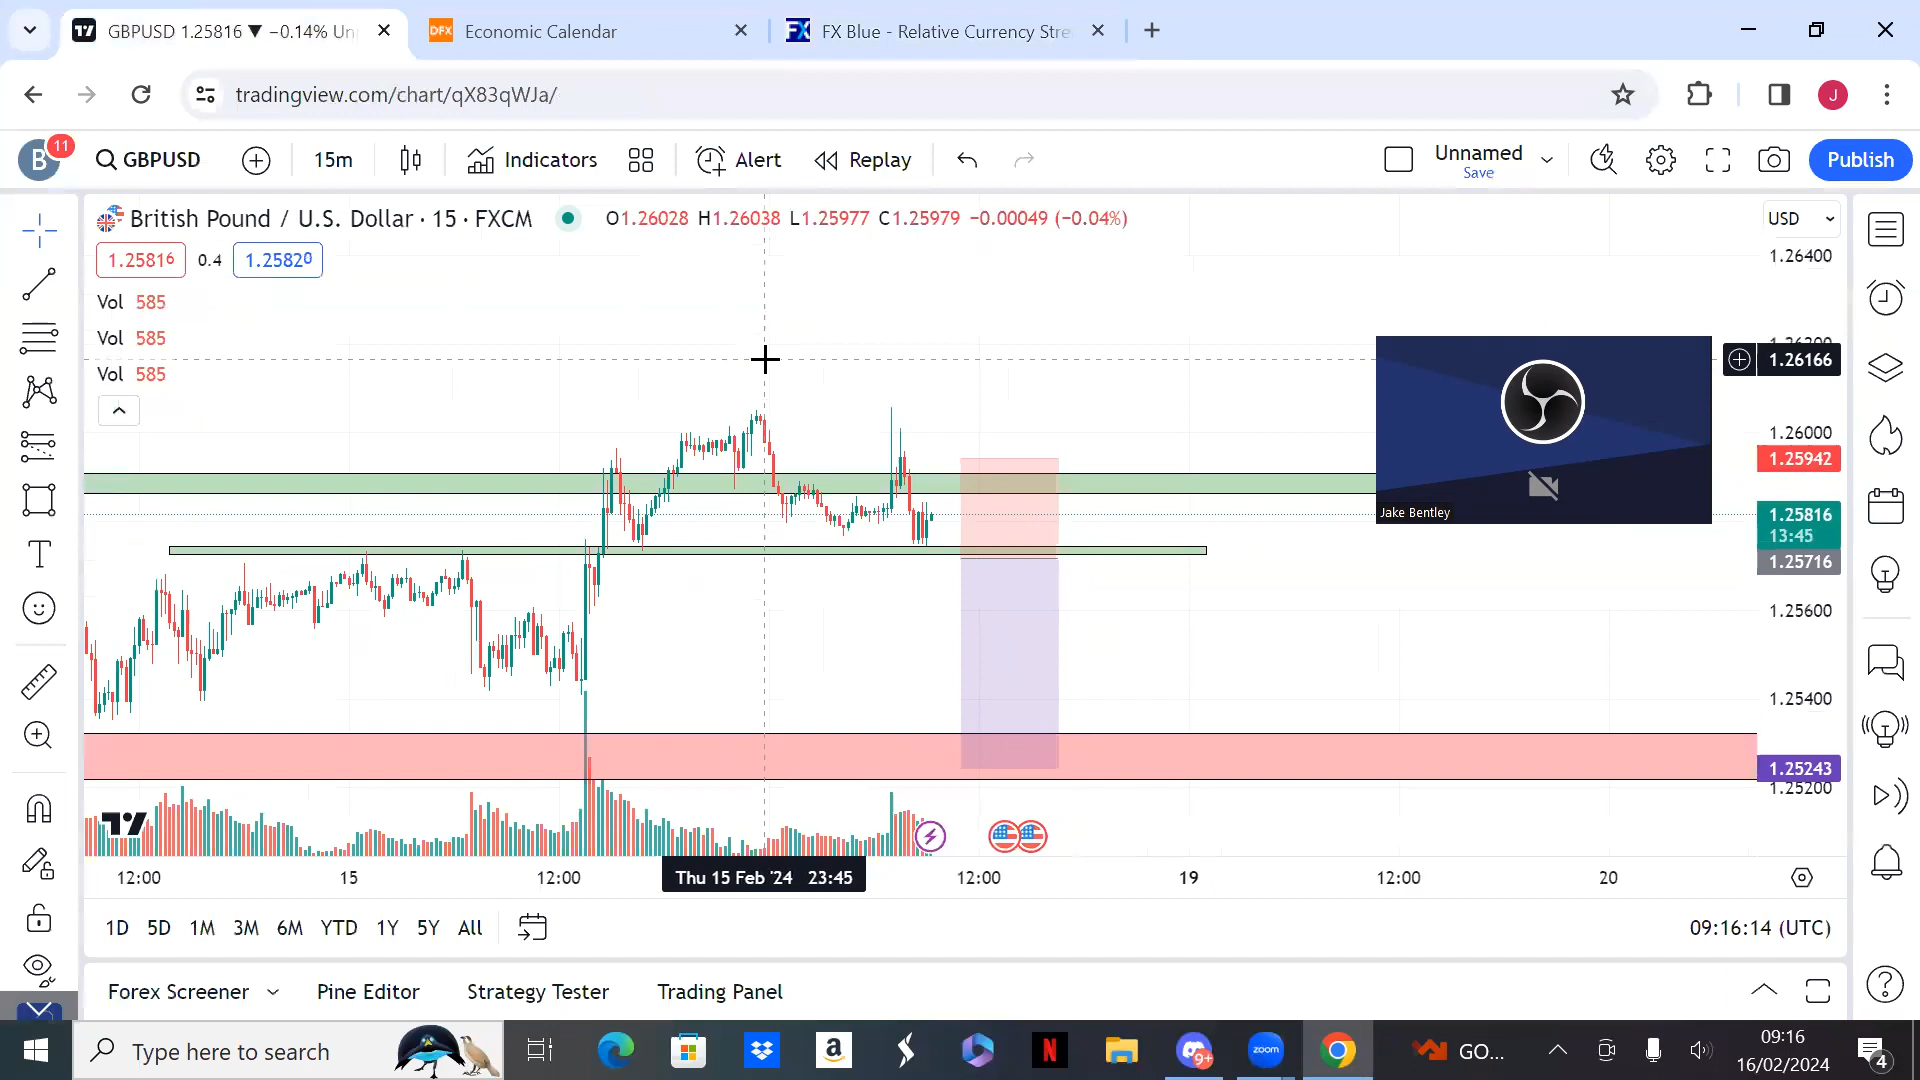 GBPUSD 1.25816 ▼ −0.14% Un
DFX Economic Calendar
FX FX Blue - Relative Currency Stre
tradingview.com/chart/qX83qWJa/
J
B
11
GBPUSD
15m
Indicators
Alert
Replay
Unnamed
Save
Publish
British Pound / U.S. Dollar · 15 · FXCM
O1.26028 H1.26038 L1.25977 C1.25979 −0.00049 (−0.04%)
USD
1.25816
0.4
1.25820
Vol 585
Vol 585
Vol 585
1.26400
1.26166
1.26000
1.25942
1.25816
13:45
1.25716
1.25600
1.25400
1.25243
1.25200
Jake Bentley
12:00
15
12:00
Thu 15 Feb '24 23:45
12:00
19
12:00
20
1D 5D 1M 3M 6M YTD 1Y 5Y All
09:16:14 (UTC)
Forex Screener
Pine Editor
Strategy Tester
Trading Panel
Type here to search
a
N
9+
zoom
GO...
09:16
16/02/2024
4